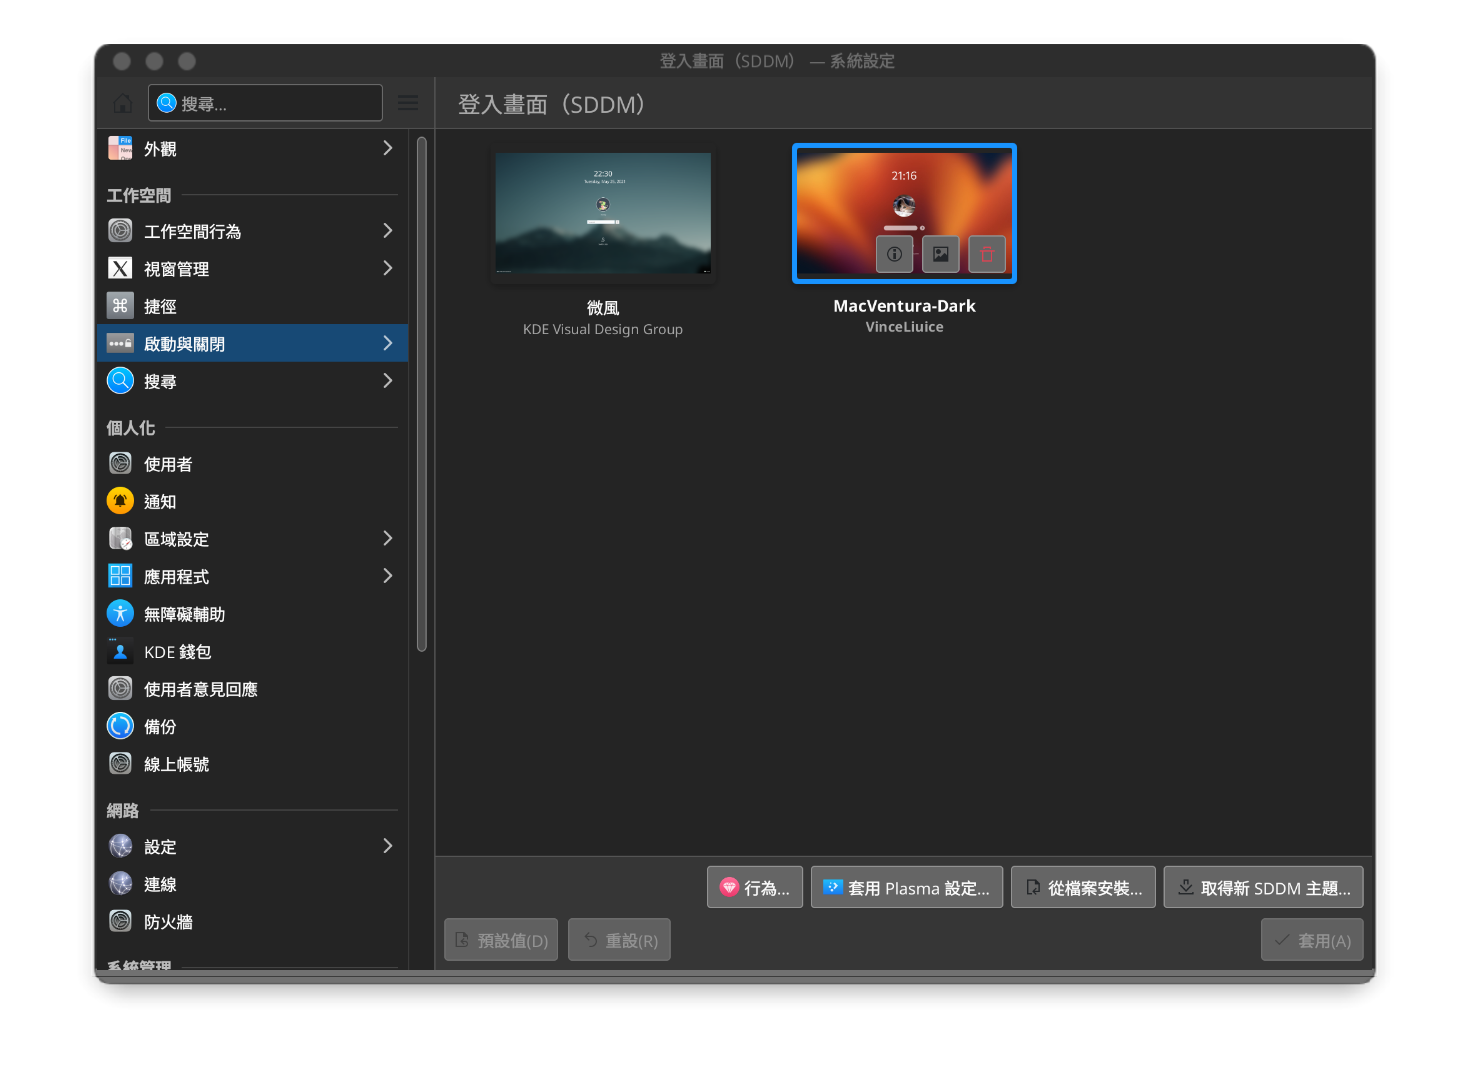 登入畫面（SDDM） — 系統設定
搜尋...
登入畫面（SDDM）
外觀
工作空間
工作空間行為
視窗管理
捷徑
啟動與關閉
搜尋
個人化
使用者
通知
區域設定
應用程式
無障礙輔助
KDE 錢包
使用者意見回應
備份
線上帳號
網路
設定
連線
防火牆
系統管理
22:30
微風
KDE Visual Design Group
21:16
MacVentura-Dark
VinceLiuice
行為...
套用 Plasma 設定...
從檔案安裝...
取得新 SDDM 主題...
預設值(D)
重設(R)
套用(A)